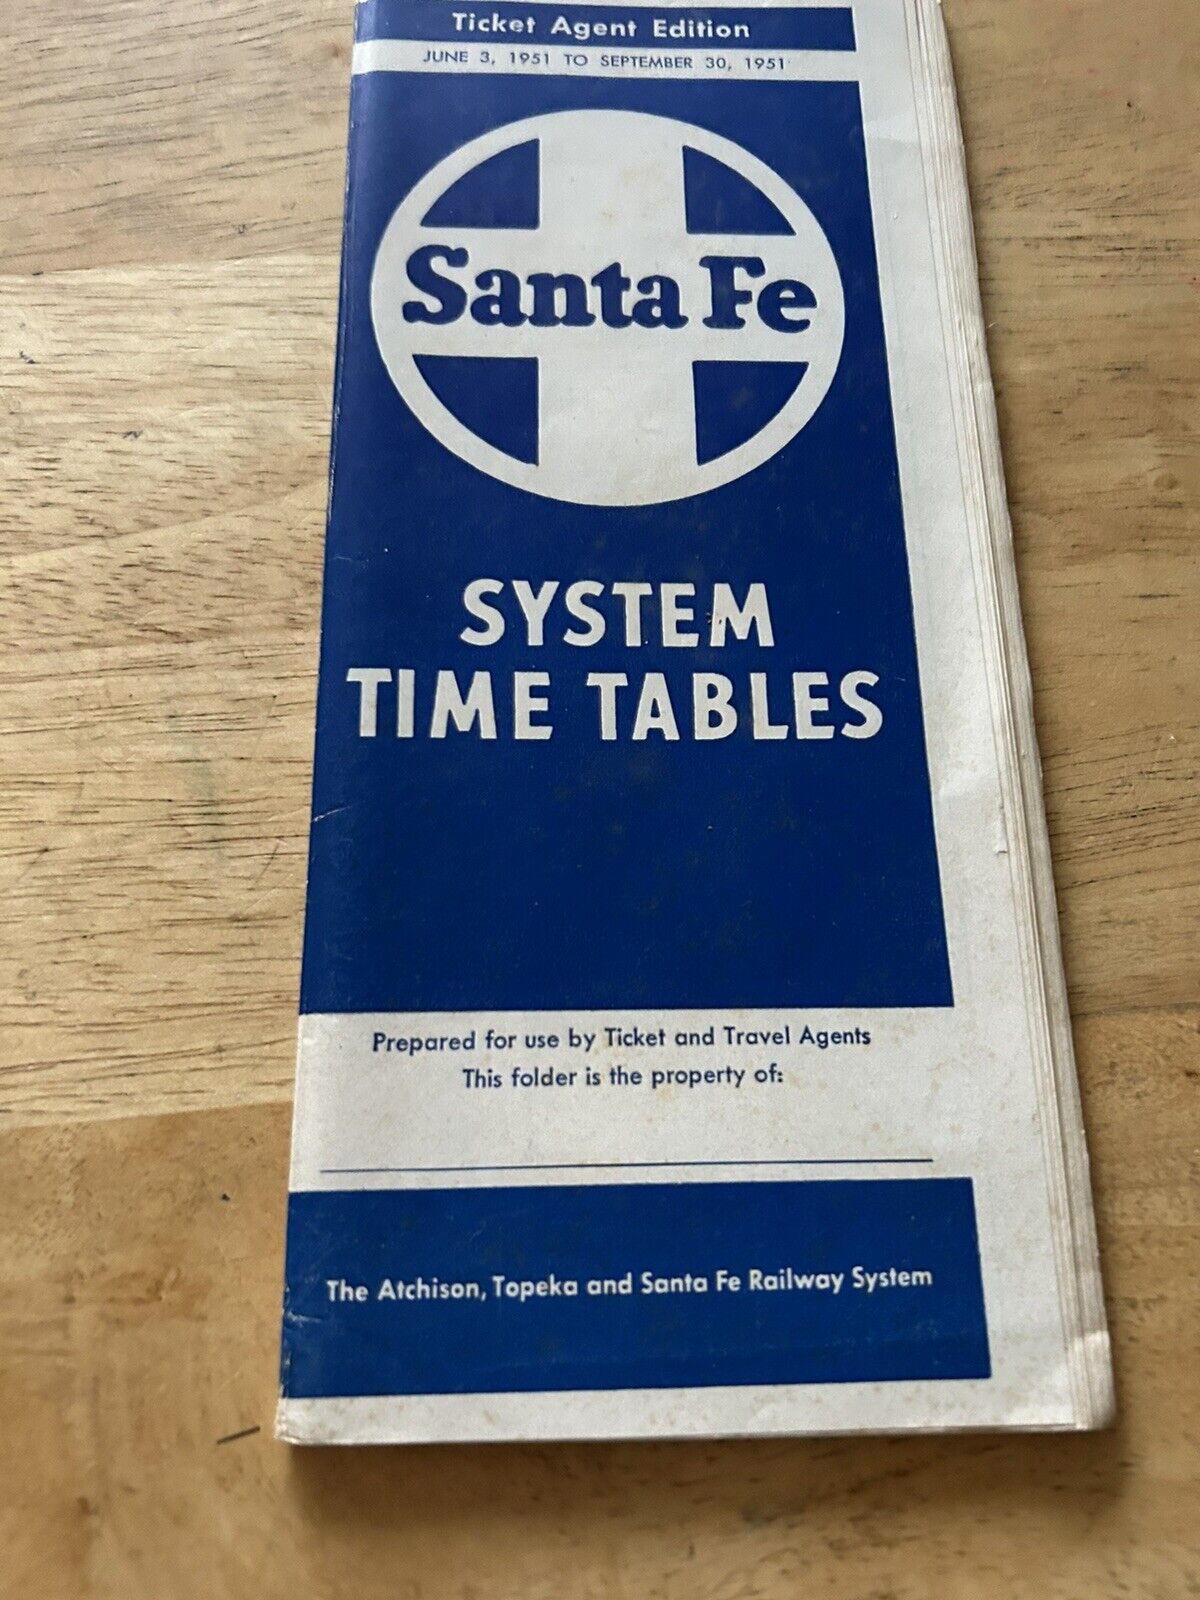 Ticket Agent Edition
JUNE 3, 1951 TO SEPTEMBER 30, 1951
Santa Fe
SYSTEM
TIME TABLES
Prepared for use by Ticket and Travel Agents
This folder is the property of:
The Atchison, Topeka and Santa Fe Railway System